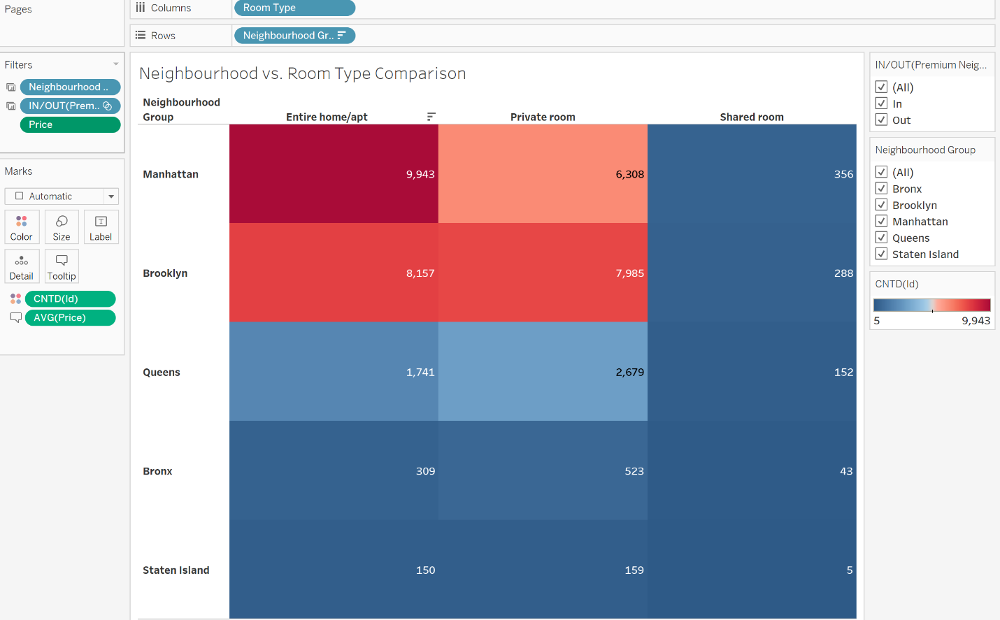 Pages
Columns
Room Type
Rows
Neighbourhood Gr..
Filters
Neighbourhood ..
IN/OUT(Prem..
Price
Marks
Automatic
Color
Size
Label
Detail
Tooltip
CNTD(Id)
AVG(Price)
Neighbourhood vs. Room Type Comparison
Neighbourhood
Group
Entire home/apt
Private room
Shared room
Manhattan
9,943
6,308
356
Brooklyn
8,157
7,985
288
Queens
1,741
2,679
152
Bronx
309
523
43
Staten Island
150
159
5
IN/OUT(Premium Neig...
(All)
In
Out
Neighbourhood Group
(All)
Bronx
Brooklyn
Manhattan
Queens
Staten Island
CNTD(Id)
5
9,943